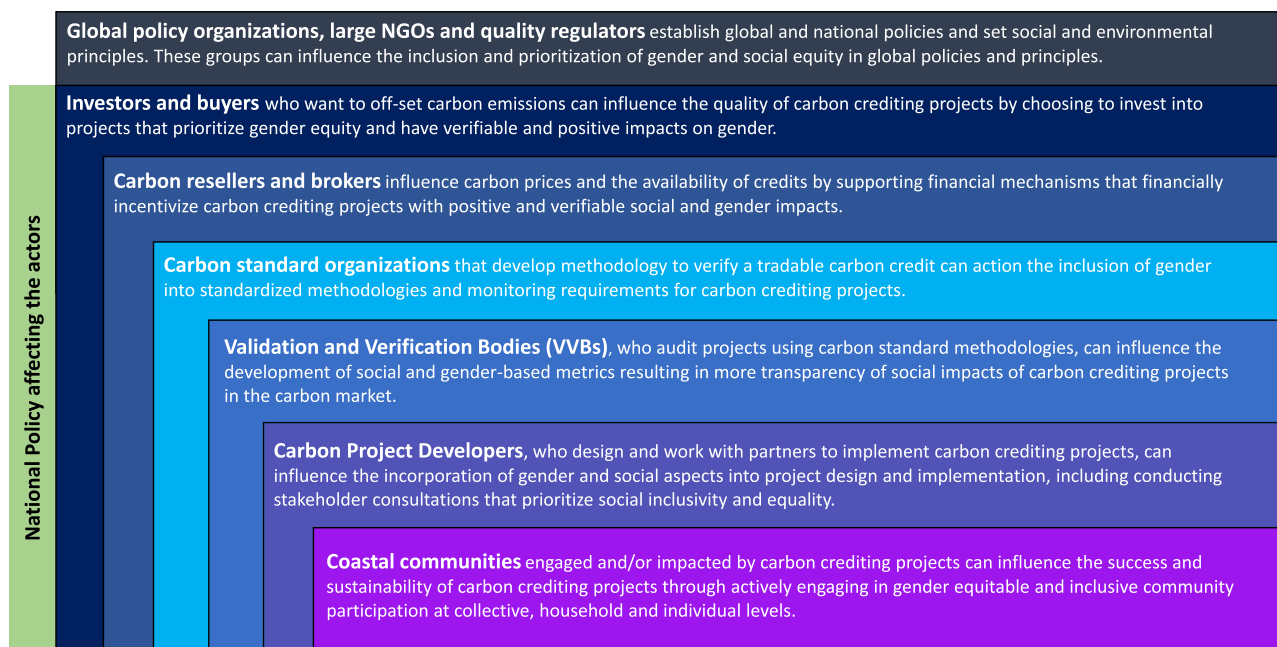 Global policy organizations, large NGOs and quality regulators establish global and national policies and set social and environmental
principles. These groups can influence the inclusion and prioritization of gender and social equity in global policies and principles.
Investors and buyers who want to off-set carbon emissions can influence the quality of carbon crediting projects by choosing to invest into
projects that prioritize gender equity and have verifiable and positive impacts on gender.
Carbon resellers and brokers influence carbon prices and the availability of credits by supporting financial mechanisms that financially
incentivize carbon crediting projects with positive and verifiable social and gender impacts.
Carbon standard organizations that develop methodology to verify a tradable carbon credit can action the inclusion of gender
into standardized methodologies and monitoring requirements for carbon crediting projects.
Validation and Verification Bodies (VVBs), who audit projects using carbon standard methodologies, can influence the
development of social and gender-based metrics resulting in more transparency of social impacts of carbon crediting projects
in the carbon market.
Carbon Project Developers, who design and work with partners to implement carbon crediting projects, can
influence the incorporation of gender and social aspects into project design and implementation, including conducting
stakeholder consultations that prioritize social inclusivity and equality.
Coastal communities engaged and/or impacted by carbon crediting projects can influence the success and
sustainability of carbon crediting projects through actively engaging in gender equitable and inclusive community
participation at collective, household and individual levels.
National Policy affecting the actors